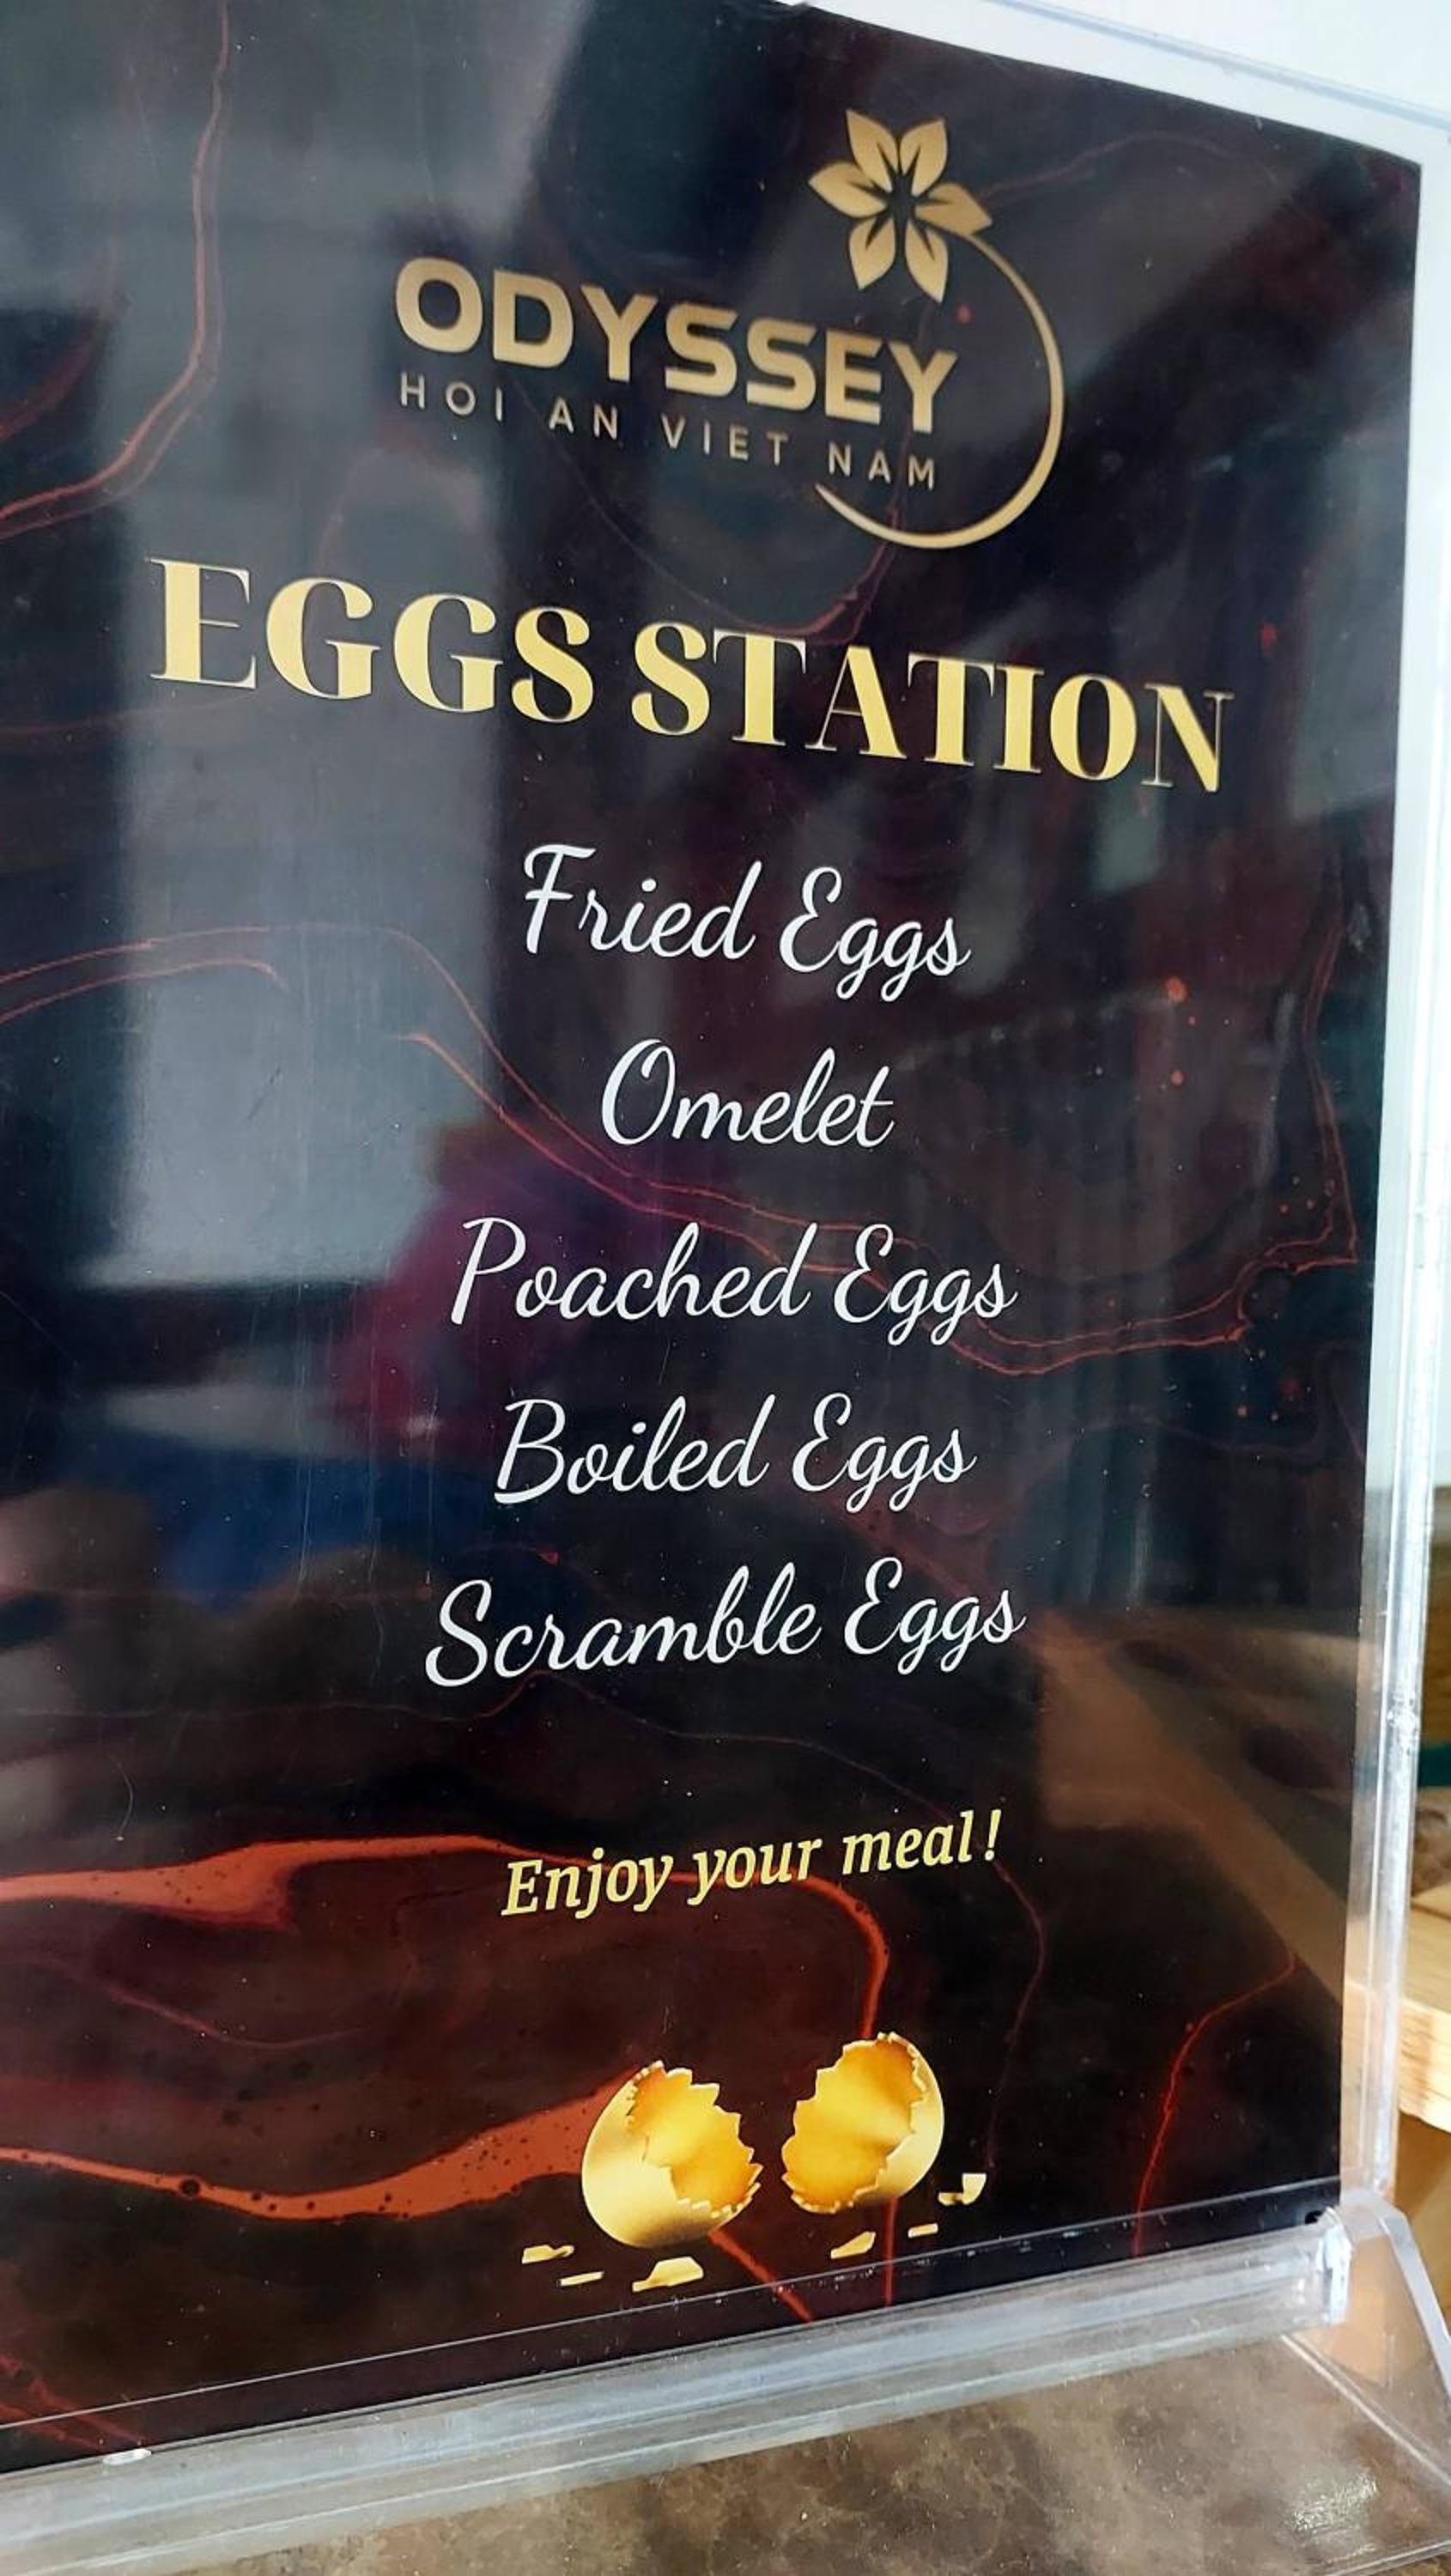 ODYSSEY
HOI AN VIET NAM
EGGS STATION
Fried Eggs
Omelet
Poached Eggs
Boiled Eggs
Scramble Eggs
Enjoy your meal!